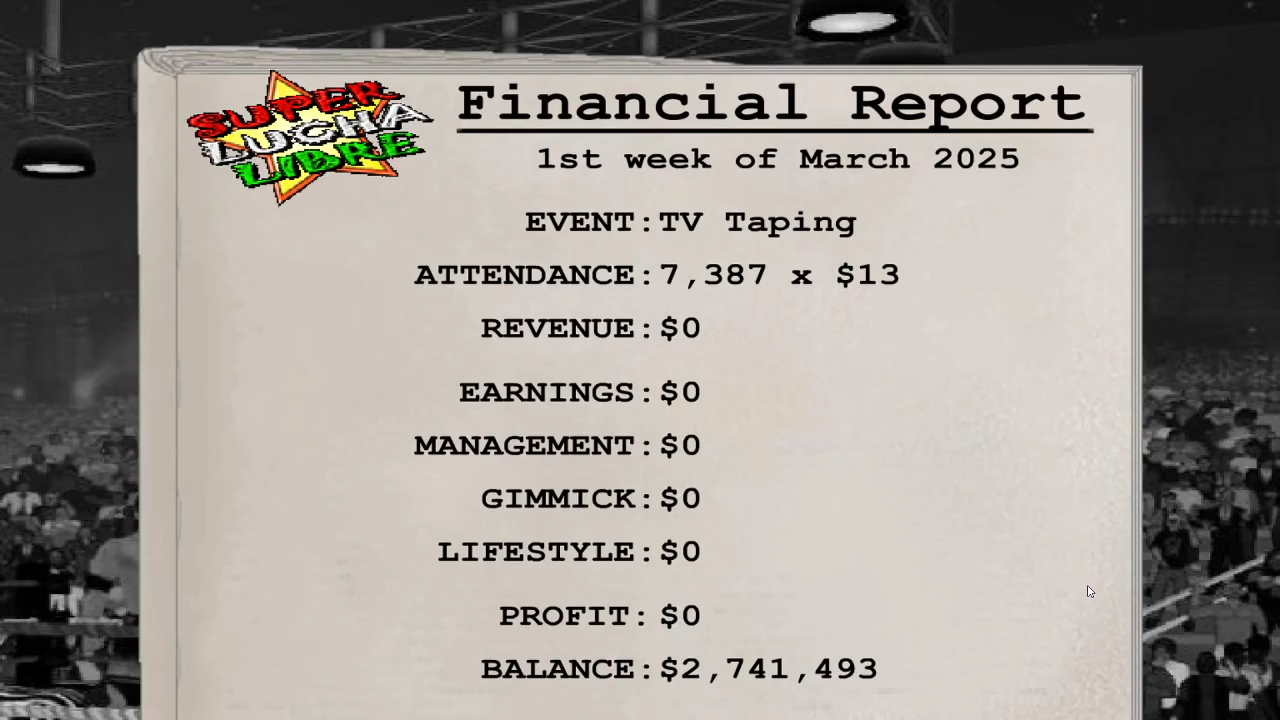 SUPER
LUCHA
LIBRE
Financial Report
1st week of March 2025
EVENT: TV Taping
ATTENDANCE: 7,387 x $13
REVENUE: $0
EARNINGS: $0
MANAGEMENT: $0
GIMMICK: $0
LIFESTYLE: $0
PROFIT: $0
BALANCE: $2,741,493